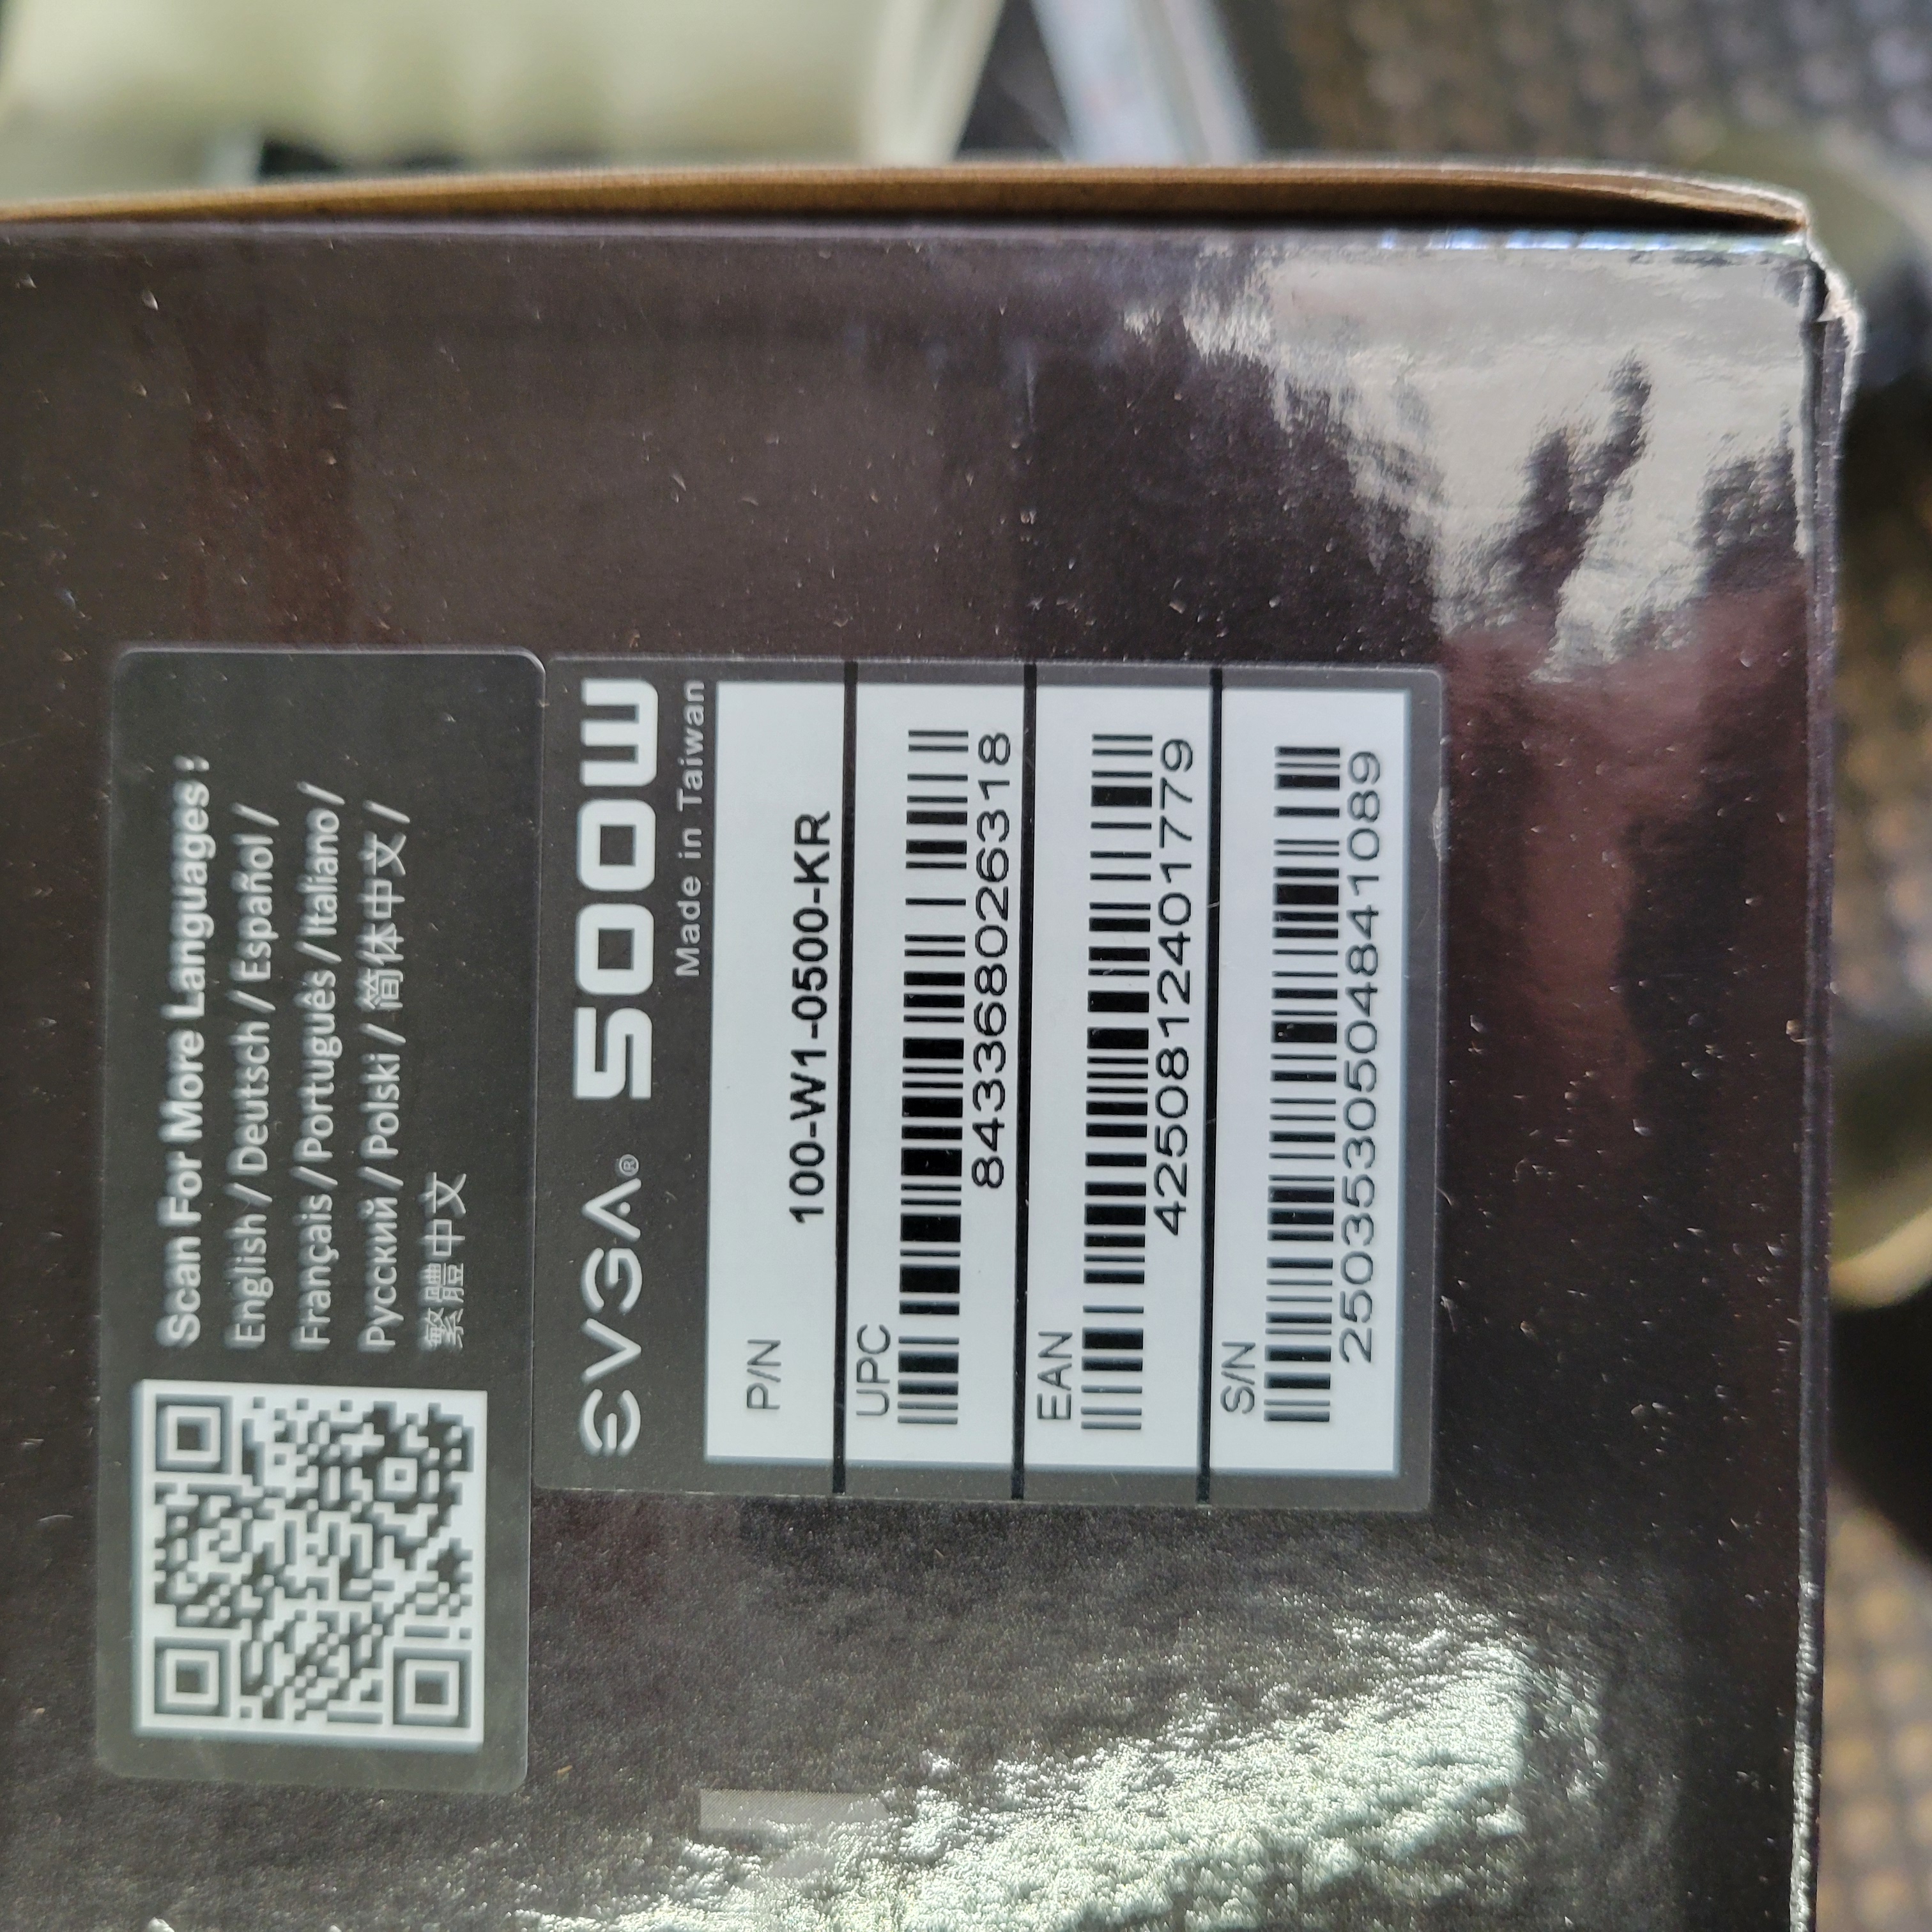 Scan For More Languages :
English / Deutsch / Español /
Français / Português / Italiano /
Русский / Polski / 简体中文 /
繁體中文
EVGA® 500W
Made in Taiwan
P/N
100-W1-0500-KR
UPC
843368026318
EAN
4250812401779
S/N
2503530504841089